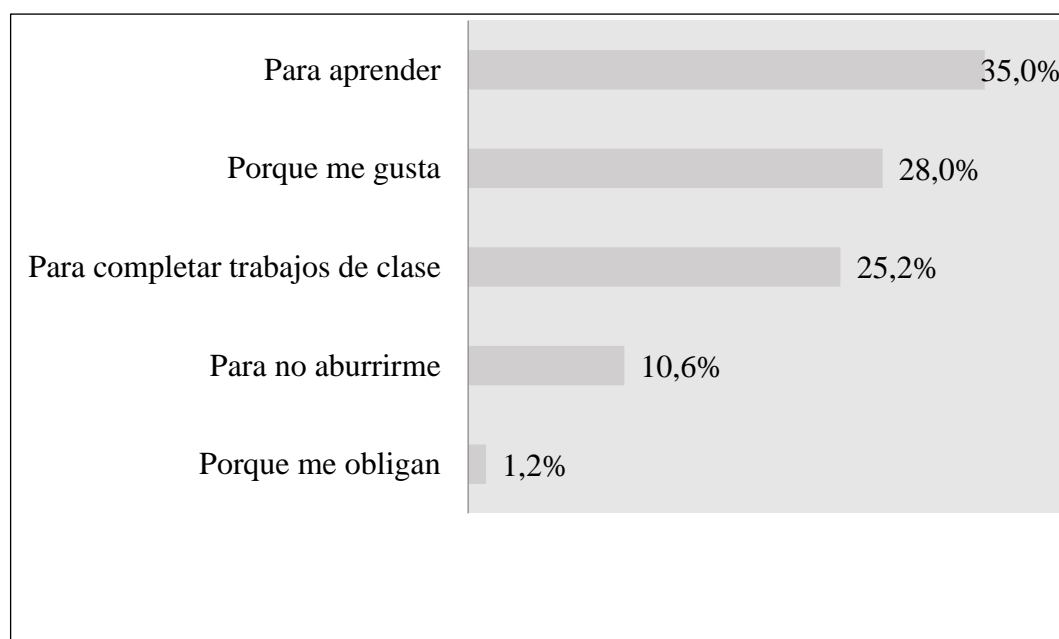 Para aprender 35,0%
Porque me gusta 28,0%
Para completar trabajos de clase 25,2%
Para no aburrirme 10,6%
Porque me obligan 1,2%